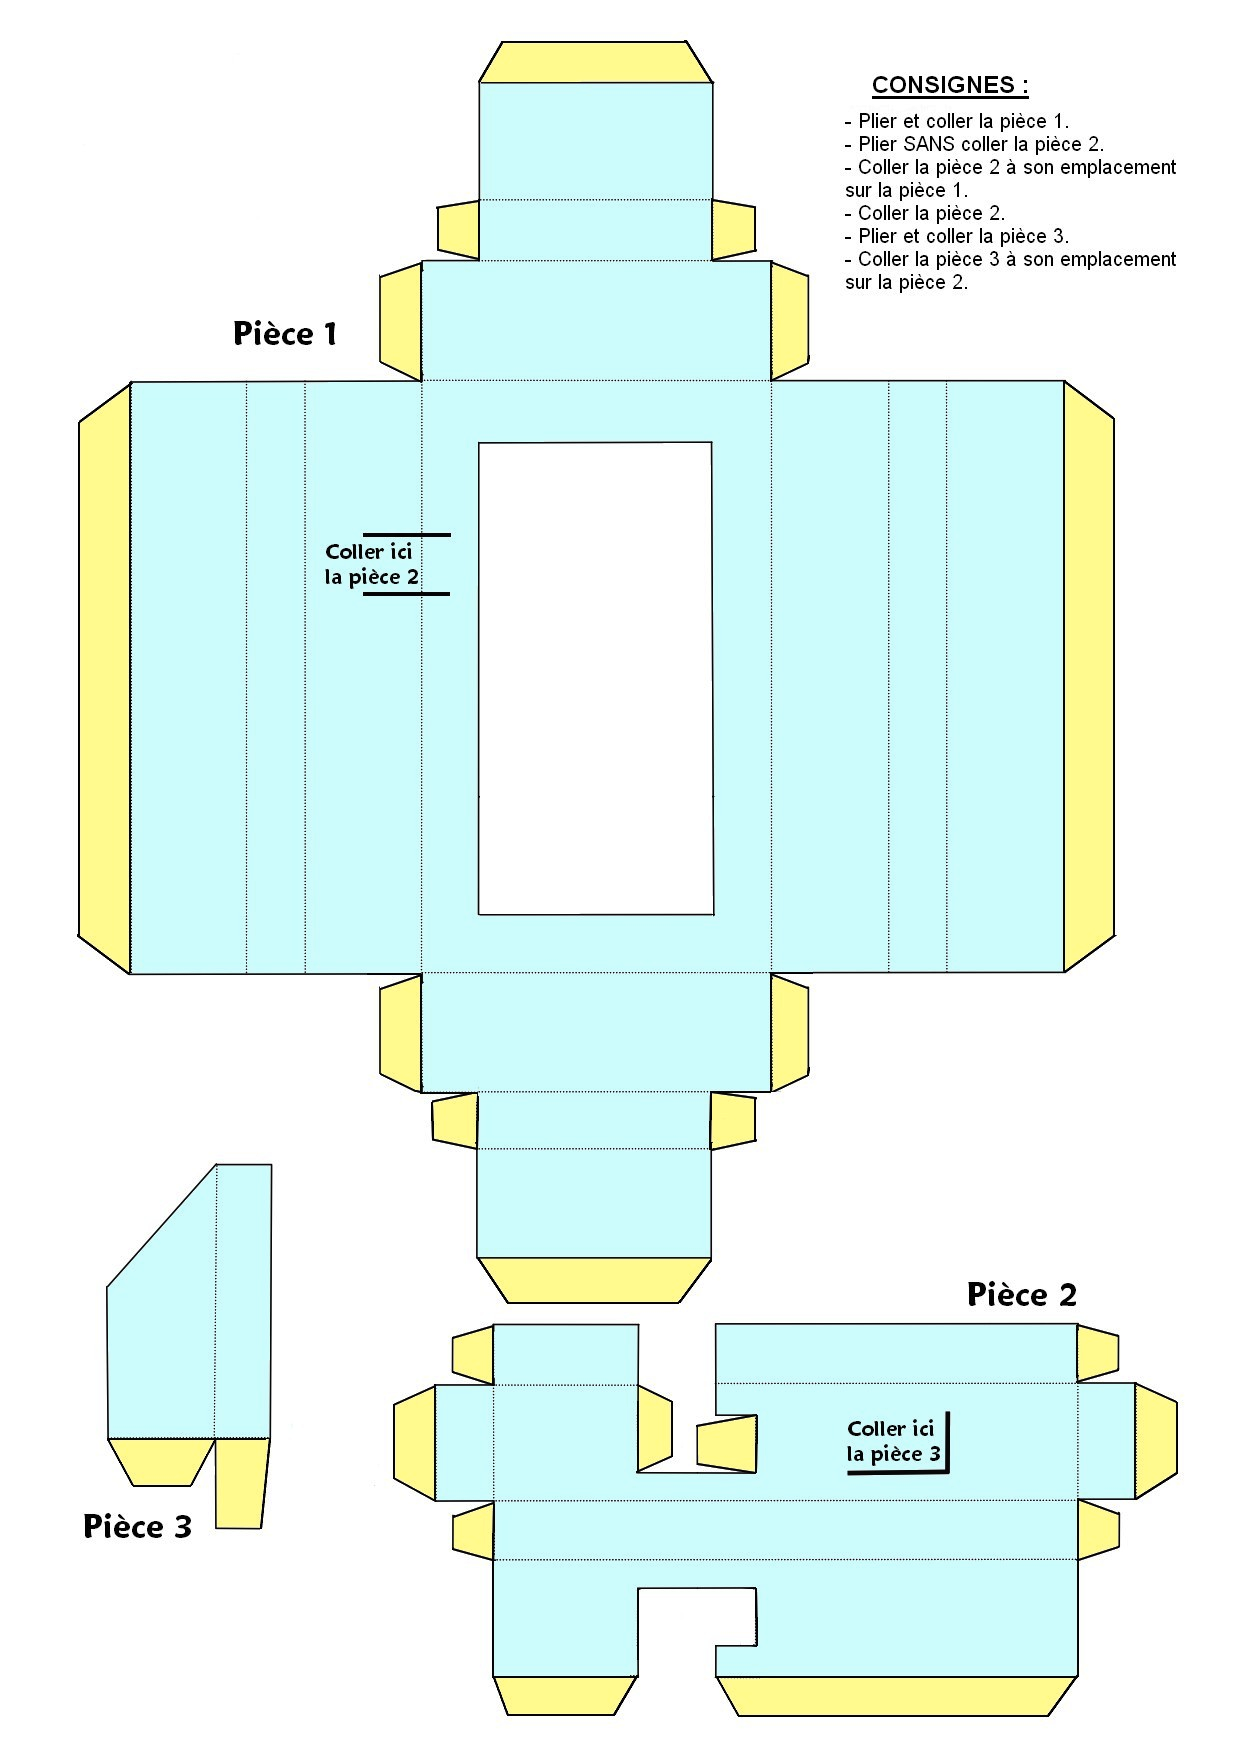 CONSIGNES :
- Plier et coller la pièce 1.
- Plier SANS coller la pièce 2.
- Coller la pièce 2 à son emplacement
sur la pièce 1.
- Coller la pièce 2.
- Plier et coller la pièce 3.
- Coller la pièce 3 à son emplacement
sur la pièce 2.
Pièce 1
Coller ici
la pièce 2
Pièce 2
Coller ici
la pièce 3
Pièce 3